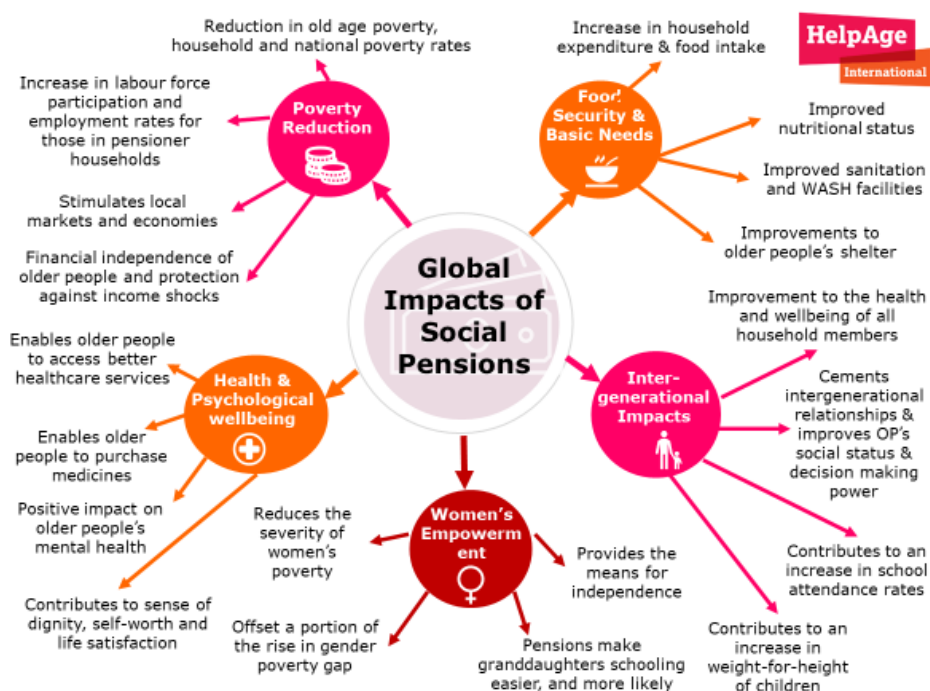 Reduction in old age poverty,
household and national poverty rates
Increase in household
expenditure & food intake
HelpAge
International
Increase in labour force
participation and
employment rates for
those in pensioner
households
Poverty
Reduction
Food
Security &
Basic Needs
Improved
nutritional status
Improved sanitation
and WASH facilities
Stimulates local
markets and economies
Improvements to
older people's shelter
Financial independence of
older people and protection
against income shocks
Global
Impacts of
Social
Pensions
Improvement to the health
and wellbeing of all
household members
Enables older people
to access better
healthcare services
Health &
Psychological
wellbeing
Inter-
generational
Impacts
Cements
intergenerational
relationships &
improves OP's
social status &
decision making
power
Enables older
people to purchase
medicines
Positive impact on
older people's
mental health
Reduces the
severity of
women's
poverty
Women's
Empowerm
ent
Provides the
means for
independence
Contributes to an
increase in school
attendance rates
Contributes to sense of
dignity, self-worth and
life satisfaction
Offset a portion of
the rise in gender
poverty gap
Pensions make
granddaughters schooling
easier, and more likely
Contributes to an
increase in
weight-for-height
of children